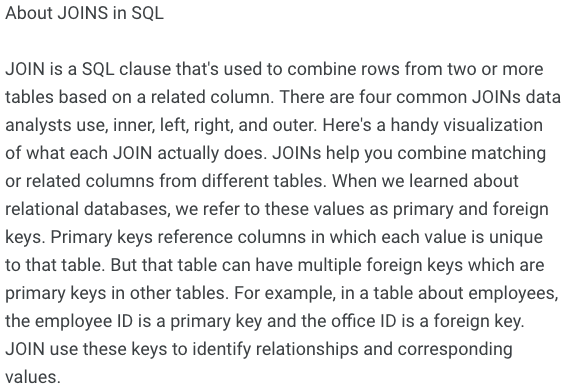 About JOINS in SQL
JOIN is a SQL clause that's used to combine rows from two or more
tables based on a related column. There are four common JOINs data
analysts use, inner, left, right, and outer. Here's a handy visualization
of what each JOIN actually does. JOINs help you combine matching
or related columns from different tables. When we learned about
relational databases, we refer to these values as primary and foreign
keys. Primary keys reference columns in which each value is unique
to that table. But that table can have multiple foreign keys which are
primary keys in other tables. For example, in a table about employees,
the employee ID is a primary key and the office ID is a foreign key.
JOIN use these keys to identify relationships and corresponding
values.